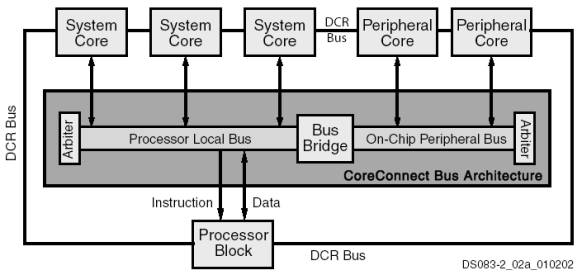 System
Core
System
Core
System
Core
DCR
Bus
Peripheral
Core
Peripheral
Core
DCR Bus
Arbiter
Processor Local Bus
Bus
Bridge
On-Chip Peripheral Bus
Arbiter
CoreConnect Bus Architecture
Instruction
Data
Processor
Block
DCR Bus
DS083-2_02a_010202